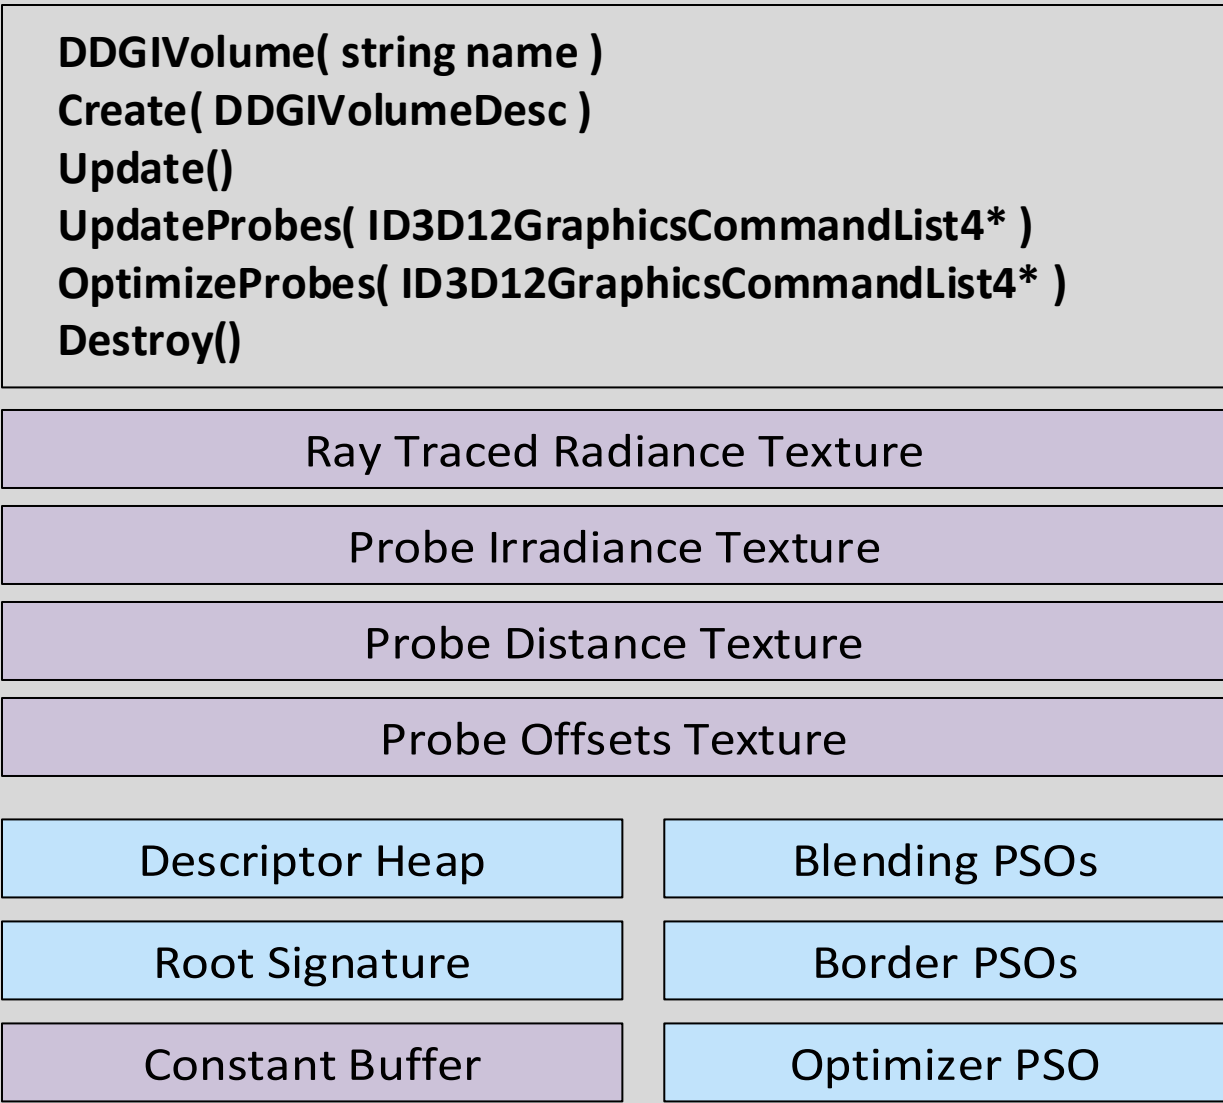 DDGIVolume( string name )
Create( DDGIVolumeDesc )
Update()
UpdateProbes( ID3D12GraphicsCommandList4* )
OptimizeProbes( ID3D12GraphicsCommandList4* )
Destroy()
Ray Traced Radiance Texture
Probe Irradiance Texture
Probe Distance Texture
Probe Offsets Texture
Descriptor Heap
Blending PSOs
Root Signature
Border PSOs
Constant Buffer
Optimizer PSO